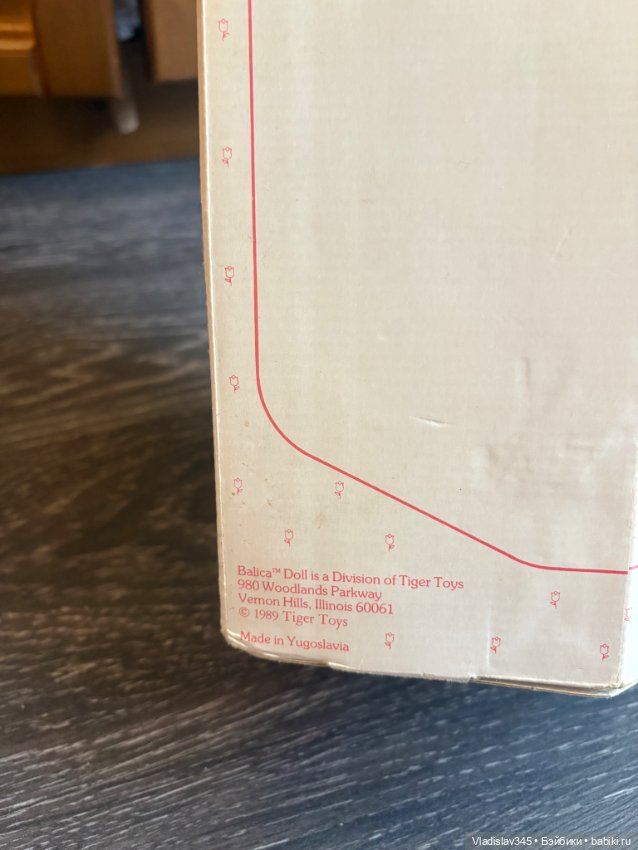 Balica™ Doll is a Division of Tiger Toys
980 Woodlands Parkway
Vernon Hills, Illinois 60061
© 1989 Tiger Toys
Made in Yugoslavia
Vladislav345 • Бэйбики • babiki.ru